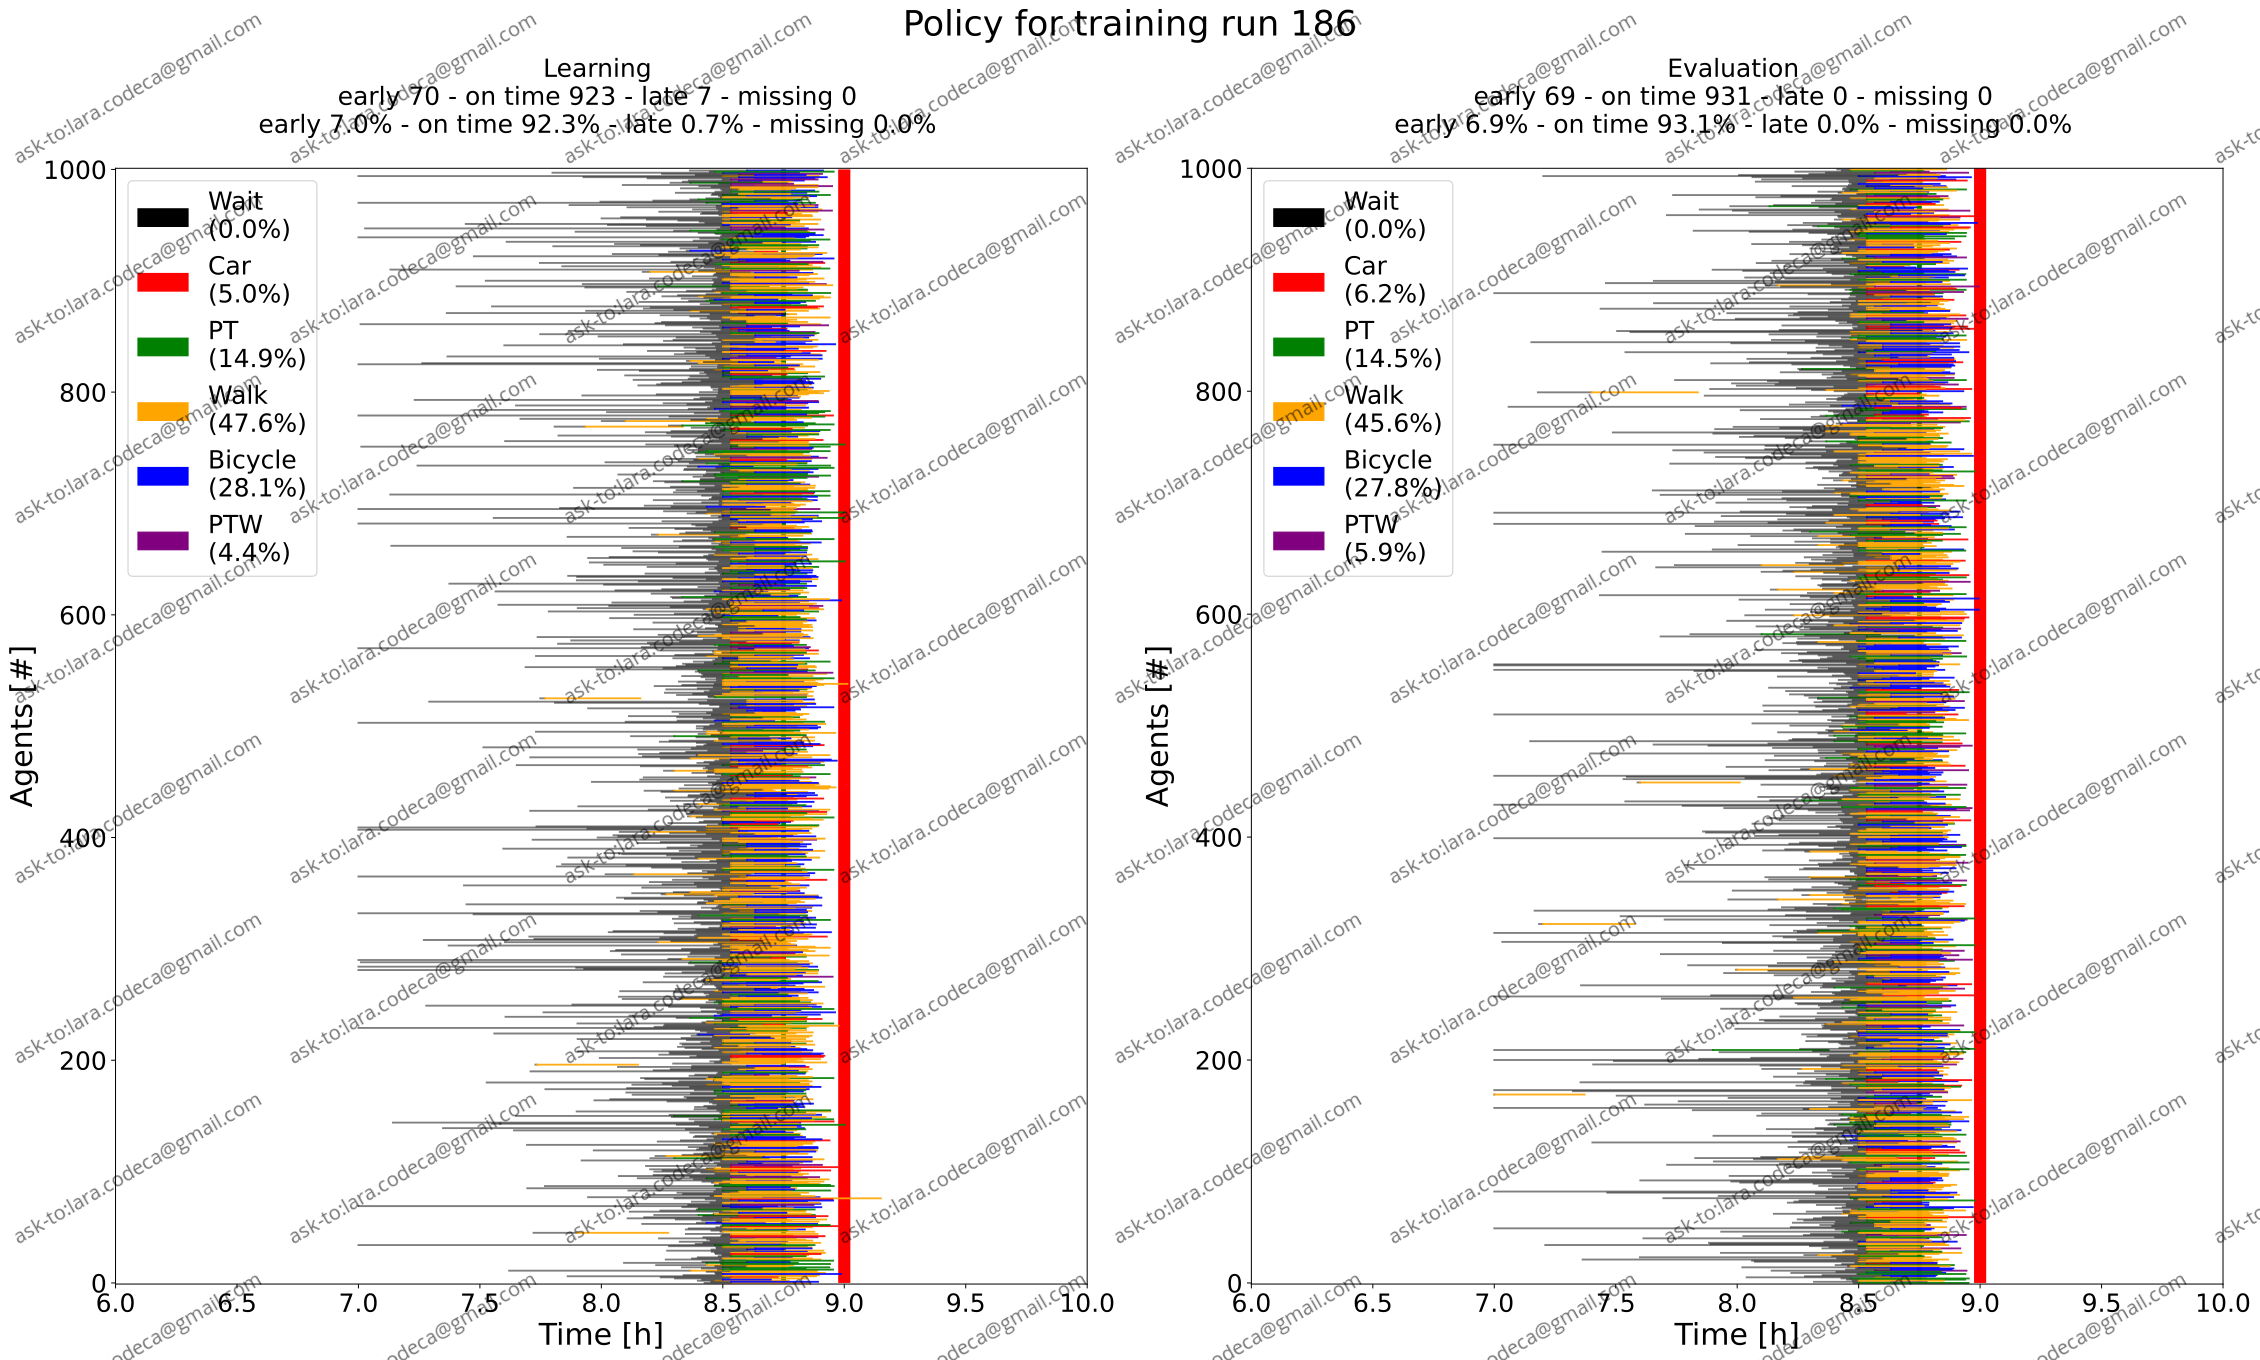 Policy for training run 186
Learning
early 70 - on time 923 - late 7 - missing 0
early 7.0% - on time 92.3% - late 0.7% - missing 0.0%
Wait
(0.0%)
Car
(5.0%)
PT
(14.9%)
Walk
(47.6%)
Bicycle
(28.1%)
PTW
(4.4%)
Agents [#]
1000
800
600
400
200
0
6.0 6.5 7.0 7.5 8.0 8.5 9.0 9.5 10.0
Time [h]
Evaluation
early 69 - on time 931 - late 0 - missing 0
early 6.9% - on time 93.1% - late 0.0% - missing 0.0%
Wait
(0.0%)
Car
(6.2%)
PT
(14.5%)
Walk
(45.6%)
Bicycle
(27.8%)
PTW
(5.9%)
Agents [#]
1000
800
600
400
200
0
6.0 6.5 7.0 7.5 8.0 8.5 9.0 9.5 10.0
Time [h]
ask-to:lara.codeca@gmail.com